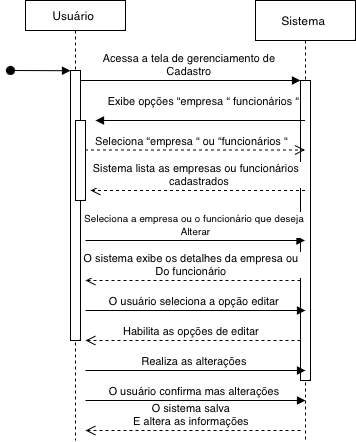 Usuário
Sistema
Acessa a tela de gerenciamento de
Cadastro
Exibe opções “empresa “ funcionários “
Seleciona “empresa “ ou “funcionários “
Sistema lista as empresas ou funcionários
cadastrados
Seleciona a empresa ou o funcionário que deseja
Alterar
O sistema exibe os detalhes da empresa ou
Do funcionário
O usuário seleciona a opção editar
Habilita as opções de editar
Realiza as alterações
O usuário confirma mas alterações
O sistema salva
E altera as informações